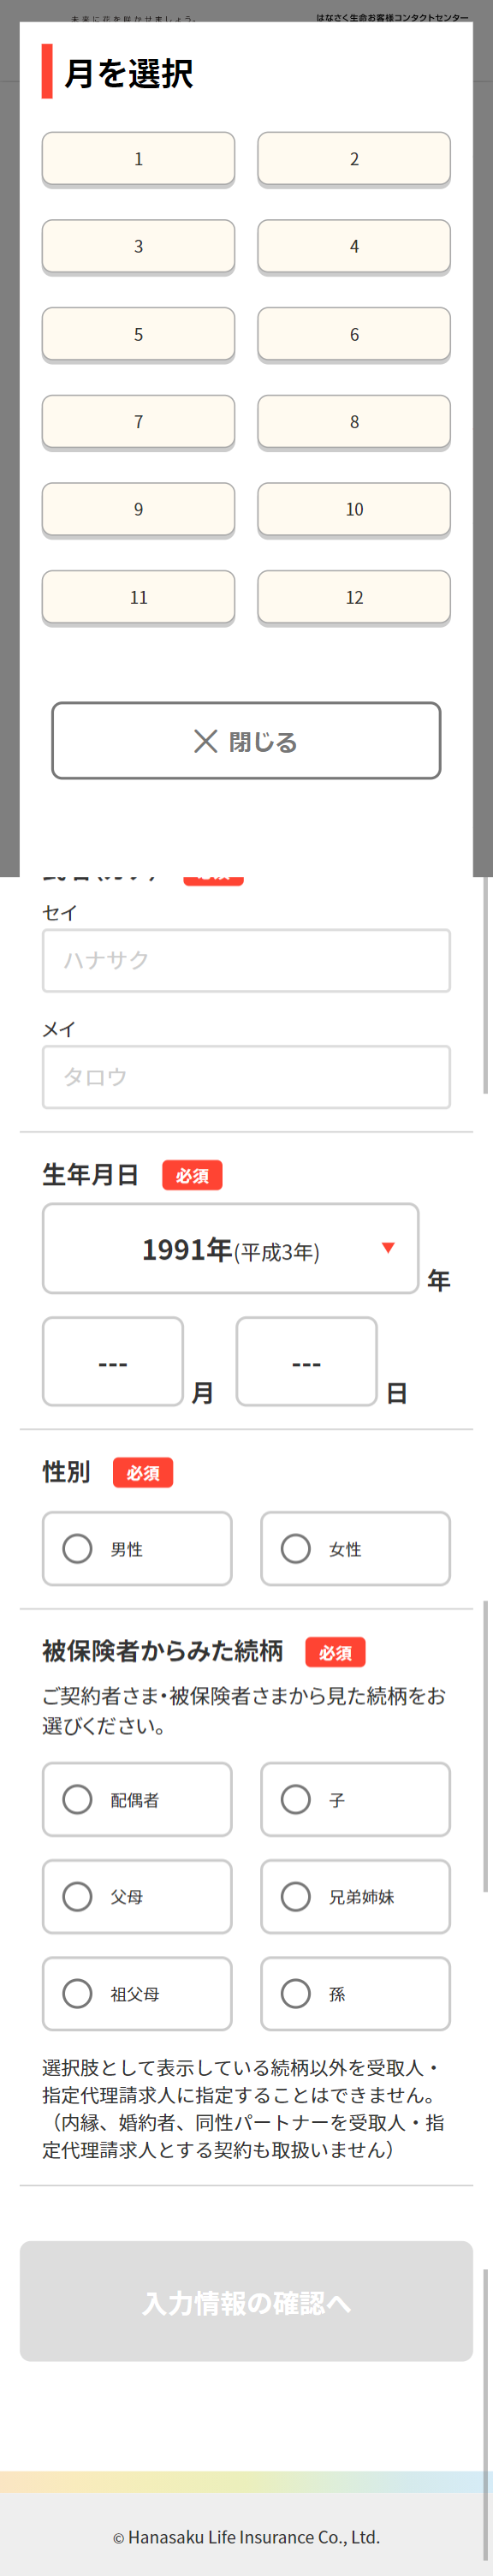 未来に花を咲かせましょう。
はなさく生命お客様コンタクトセンター
月を選択
1
2
3
4
5
6
7
8
9
10
11
12
閉じる
セイ
ハナサク
メイ
タロウ
生年月日 必須
1991年(平成3年)
年
--- 月 --- 日
性別 必須
男性
女性
被保険者からみた続柄 必須
ご契約者さま・被保険者さまから見た続柄をお
選びください。
配偶者
子
父母
兄弟姉妹
祖父母
孫
選択肢として表示している続柄以外を受取人・
指定代理請求人に指定することはできません。
（内縁、婚約者、同性パートナーを受取人・指
定代理請求人とする契約も取扱いません）
入力情報の確認へ
© Hanasaku Life Insurance Co., Ltd.